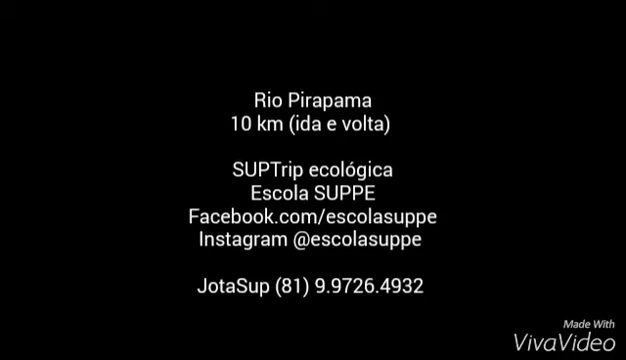 Rio Pirapama
10 km (ida e volta)
SUPTrip ecológica
Escola SUPPE
Facebook.com/escolasuppe
Instagram @escolasuppe
JotaSup (81) 9.9726.4932
Made With
VivaVideo